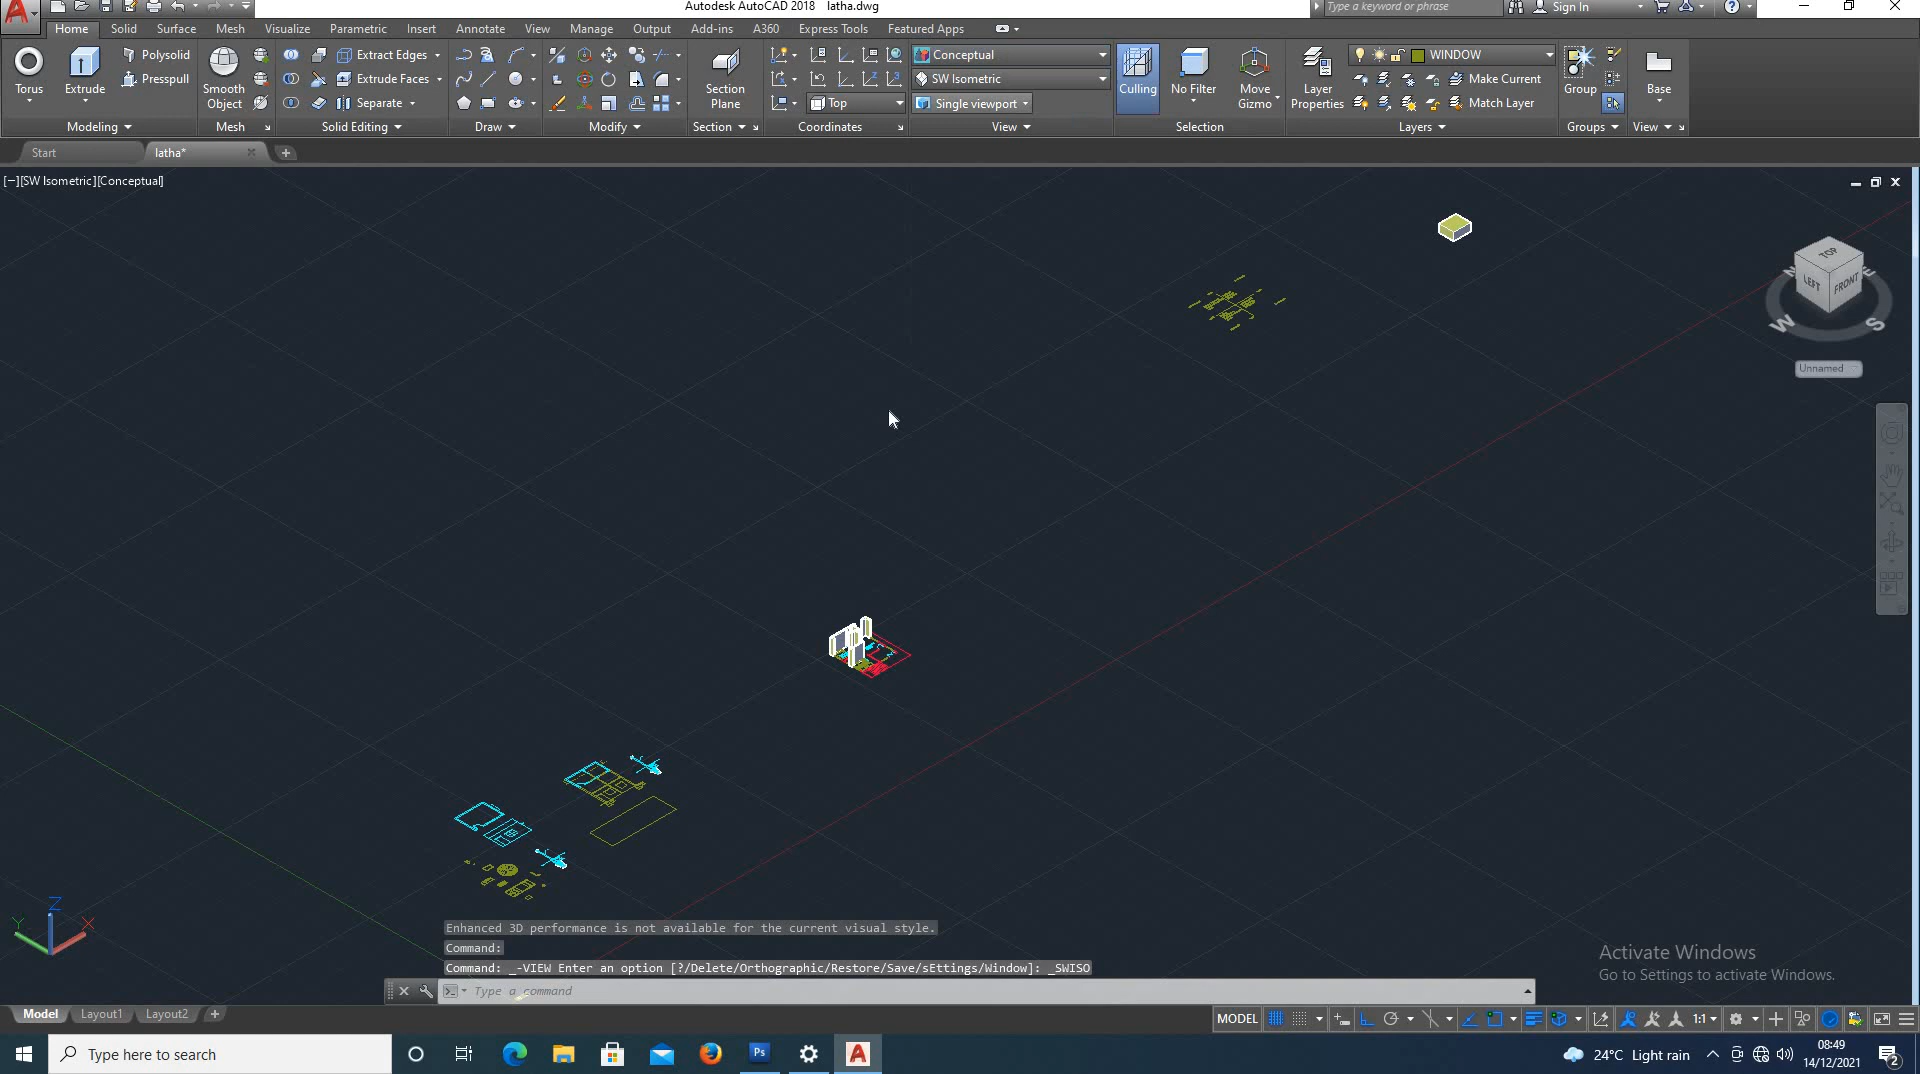 Autodesk AutoCAD 2018 latha.dwg
Type a keyword or phrase
Sign In
Home Solid Surface Mesh Visualize Parametric Insert Annotate View Manage Output Add-ins A360 Express Tools Featured Apps
Polysolid
Presspull
Torus
Extrude
Smooth Object
Extract Edges
Extrude Faces
Separate
Section Plane
Top
Conceptual
SW Isometric
Single viewport
Culling
No Filter
Move Gizmo
Layer Properties
WINDOW
Make Current
Match Layer
Group
Base
Modeling Mesh Solid Editing Draw Modify Section Coordinates View Selection Layers Groups View
Start
latha*
[−][SW Isometric][Conceptual]
TOP
LEFT
FRONT
N
E
W
S
Unnamed
Z
Y
X
Enhanced 3D performance is not available for the current visual style.
Command:
Command: _-VIEW Enter an option [?/Delete/Orthographic/Restore/Save/sEttings/Window]: _SWISO
Type a command
Activate Windows
Go to Settings to activate Windows.
Model Layout1 Layout2
MODEL
1:1
Type here to search
Ps
A
24°C Light rain
08:49
14/12/2021
2